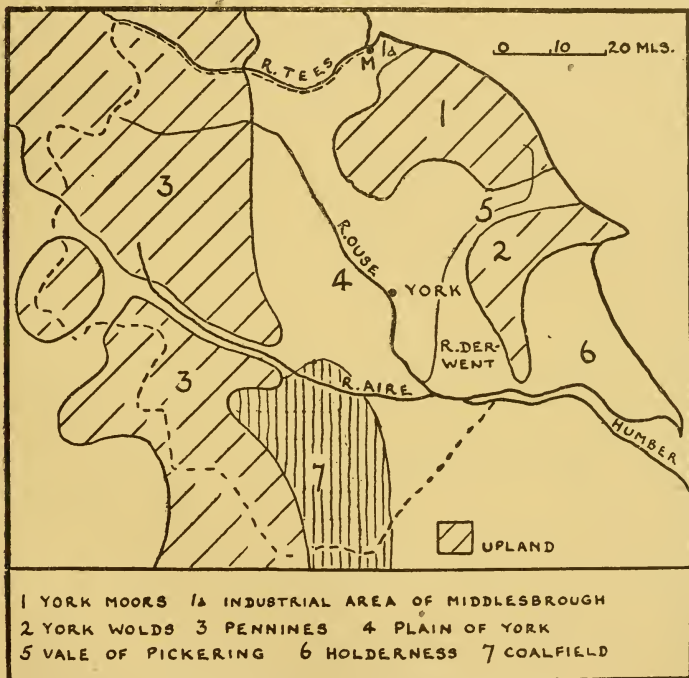 0 10 20 MLS.
R. TEES
M
1a
1
3
5
R. OUSE
2
4
YORK
R. DER-
WENT
6
3
R. AIRE
HUMBER
7
UPLAND
1 YORK MOORS 1a INDUSTRIAL AREA OF MIDDLESBROUGH
2 YORK WOLDS 3 PENNINES 4 PLAIN OF YORK
5 VALE OF PICKERING 6 HOLDERNESS 7 COALFIELD